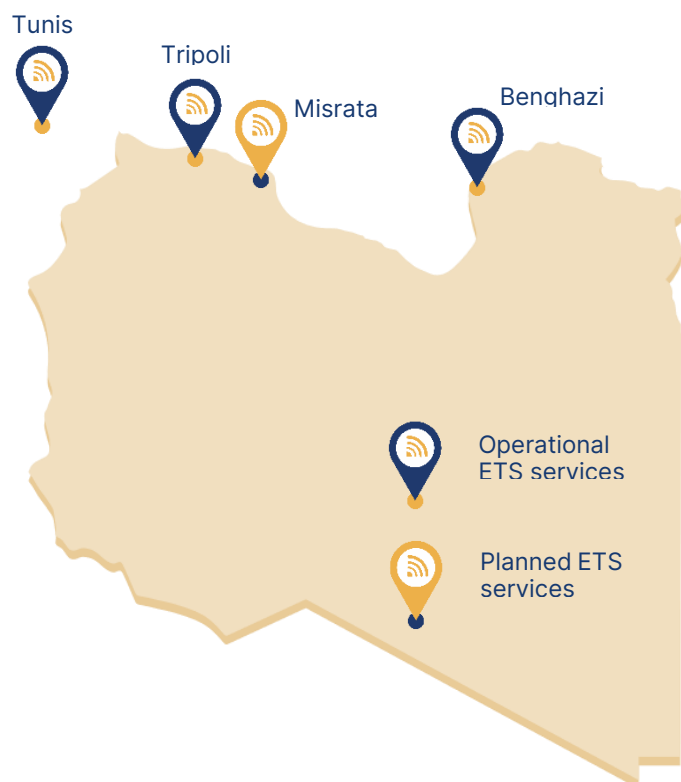 Tunis
Tripoli
Misrata
Benghazi
Operational
ETS services
Planned ETS
services